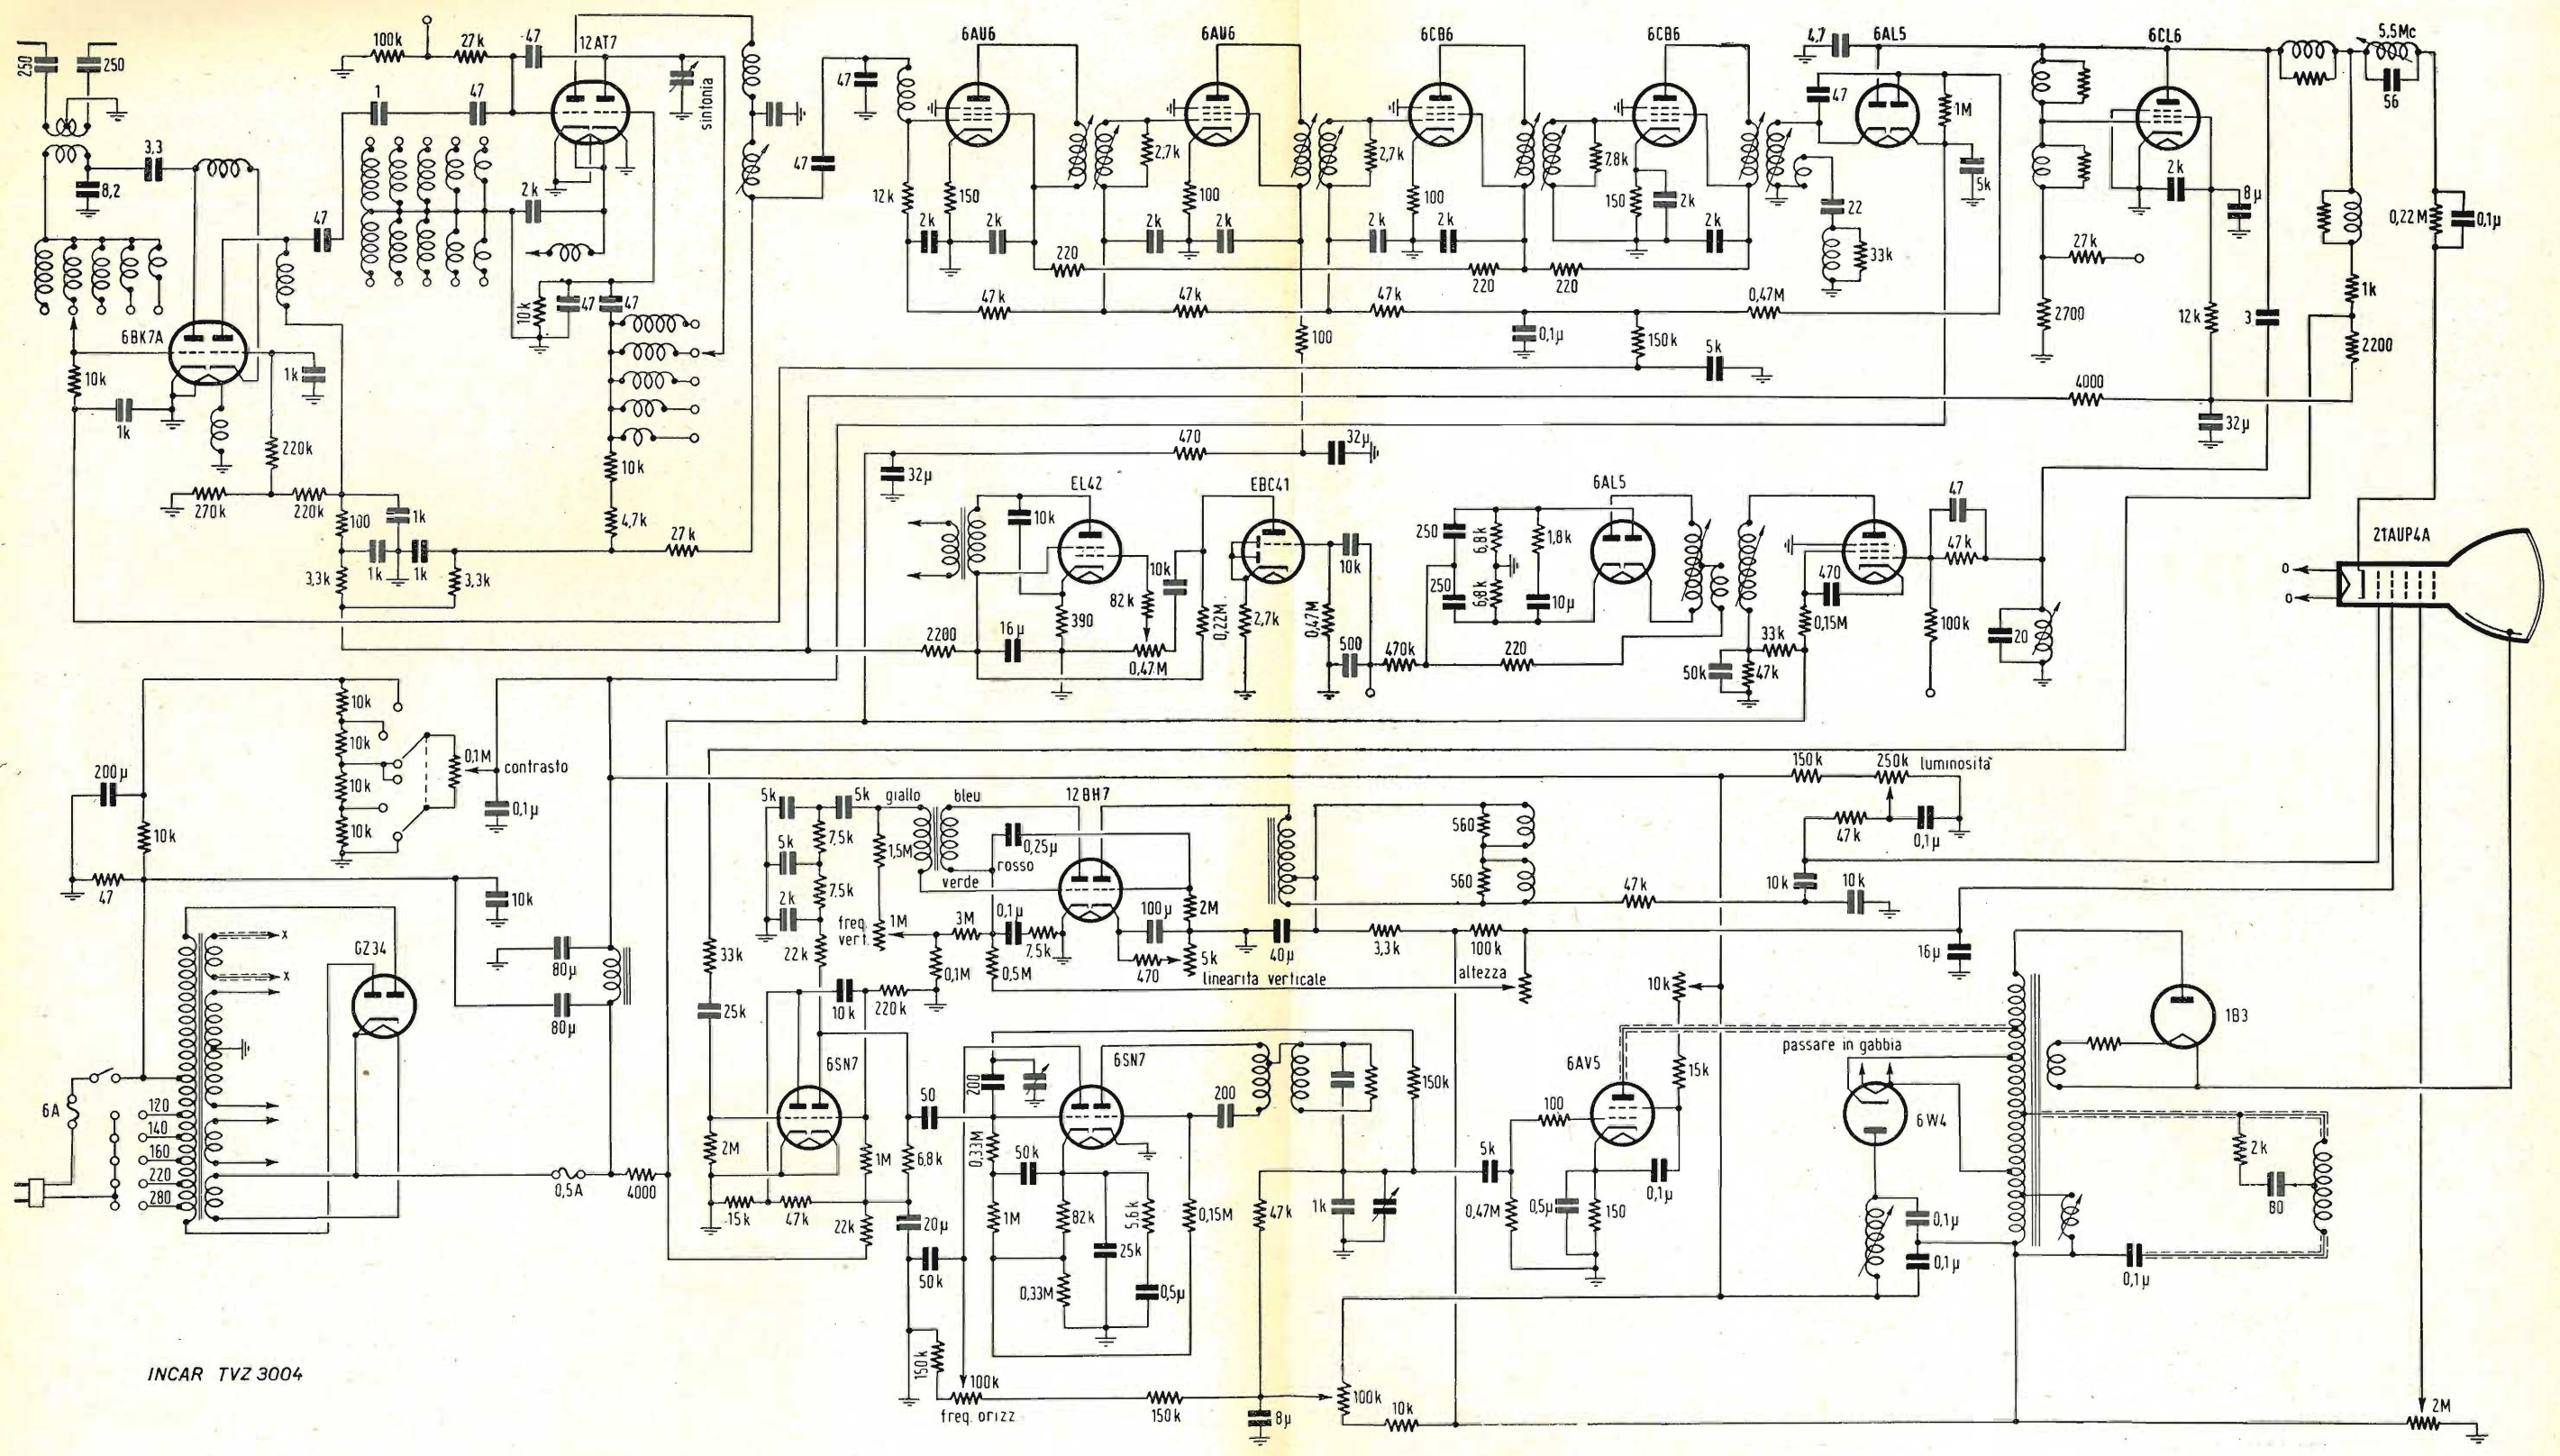 100k
27k
47
12AT7
250
250
1
47
3,3
8,2
47
2k
sintonia
47
47
6BK7A
10k
1k
1k
10k
47
47
220k
270k
220k
100
1k
1k
1k
3,3k
3,3k
10k
4,7k
27k
6AU6
6AU6
6CB6
6CB6
4,7
6AL5
6CL6
5,5Mc
56
12k
150
2k
2k
2,7k
100
2k
2k
2,7k
100
2k
2k
7,8k
150
2k
2k
47
1M
5k
22
33k
2k
8µ
27k
2700
12k
3
0,22M
0,1µ
1k
2200
220
220
220
47k
47k
47k
0,47M
100
0,1µ
150k
5k
4000
32µ
470
32µ
32µ
EL42
EBC41
6AL5
10k
10k
82k
390
16µ
2200
0,47M
0,22M
2,7k
0,47M
10k
500
470k
250
250
6,8k
6,8k
1,8k
10µ
220
470
0,15M
33k
47k
50k
47
47k
100k
20
21AUP4A
200µ
10k
47
10k
10k
10k
10k
0,1M
contrasto
0,1µ
10k
GZ34
x
x
80µ
80µ
6A
120
140
160
220
280
0,5A
4000
5k
5k
giallo
bleu
12BH7
5k
7,5k
1,5M
0,25µ
rosso
verde
2k
7,5k
freq.
vert.
1M
3M
0,1µ
7,5k
100µ
2M
33k
22k
0,1M
0,5M
470
5k
linearita verticale
40µ
3,3k
100k
altezza
560
560
47k
150k
250k
luminosita
47k
0,1µ
10k
10k
16µ
10k
15k
25k
10k
220k
6SN7
6SN7
200
200
150k
50
2M
1M
6,8k
0,33M
50k
15k
47k
22k
20µ
1M
82k
5,6k
0,15M
25k
50k
0,33M
0,5µ
47k
1k
150k
100k
freq. orizz
150k
8µ
100k
10k
6AV5
100
5k
0,47M
0,5µ
150
0,1µ
passare in gabbia
6W4
0,1µ
0,1µ
1B3
2k
80
0,1µ
2M
INCAR TVZ 3004